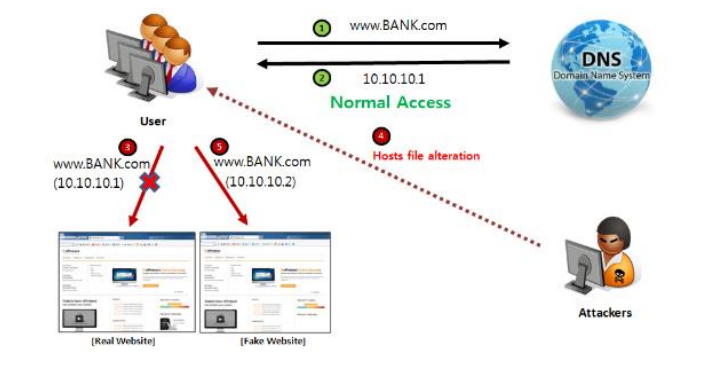 1 www.BANK.com
2 10.10.10.1
Normal Access
DNS
Domain Name System
User
3
www.BANK.com
(10.10.10.1)
5
www.BANK.com
(10.10.10.2)
4
Hosts file alteration
Attackers
[Real Website]
[Fake Website]